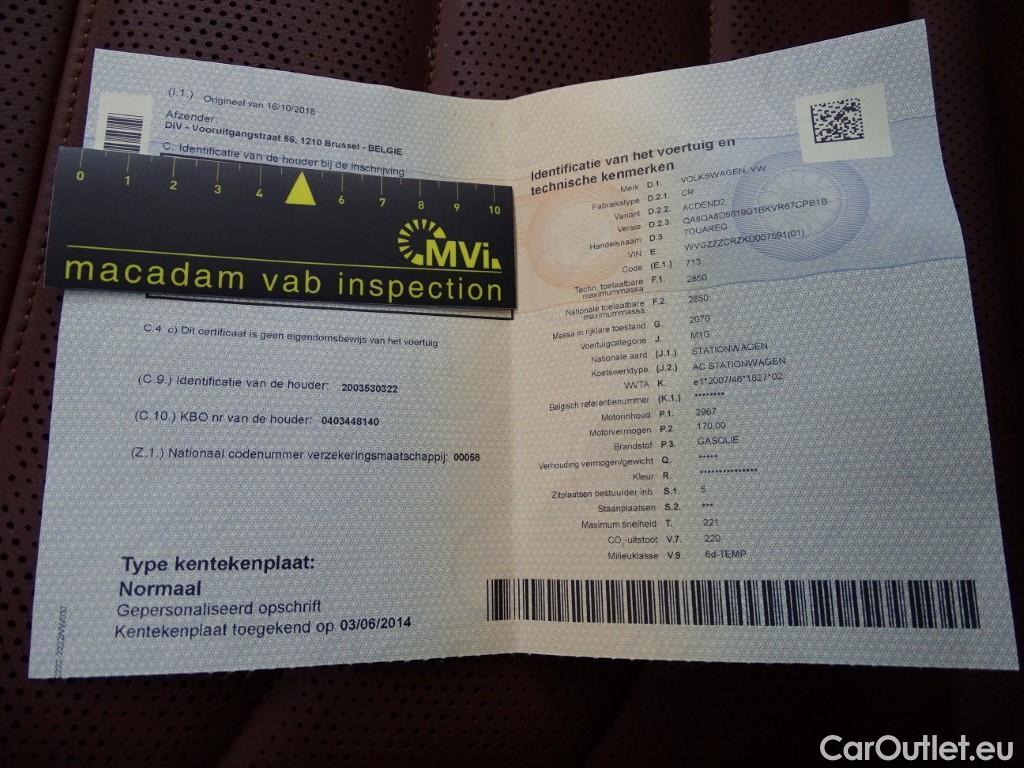 (I.1.) Origineel van 16/10/2018
Afzender:
DIV - Vooruitgangstraat 56, 1210 Brussel - BELGIE
C. Identificatie van de houder bij de inschrijving
0 1 2 3 4 6 7 8 9 10
MVi
macadam vab inspection
C.4 c) Dit certificaat is geen eigendomsbewijs van het voertuig
(C.9.) Identificatie van de houder: 2003530322
(C.10.) KBO nr van de houder: 0403448140
(Z.1.) Nationaal codenummer verzekeringsmaatschappij: 00058
Type kentekenplaat:
Normaal
Gepersonaliseerd opschrift
Kentekenplaat toegekend op 03/06/2014
Identificatie van het voertuig en
technische kenmerken
Merk D.1. VOLKSWAGEN, VW
Fabriekstype D.2.1. CR
Variant D.2.2. ACDEND2
Versie D.2.3. QA8QA8D5019G1BKVR67CPB1B
Handelsnaam D.3 TOUAREG
VIN E. WVGZZZCRZKD007591(01)
Code (E.1.) 713
Techn. toelaatbare
maximummassa F.1. 2850
Nationale toelaatbare
maximummassa F.2. 2850
Massa in rijklare toestand G. 2070
Voertuigcategorie J. M1G
Nationale aard (J.1.) STATIONWAGEN
Koetswerktype (J.2.) AC STATIONWAGEN
WVTA K. e1*2007/46*1827*02
Belgisch referentienummer (K.1.) ********
Motorinhoud P.1. 2967
Motorvermogen P.2. 170,00
Brandstof P.3. GASOLIE
Verhouding vermogen/gewicht Q. *****
Kleur R. ***************
Zitplaatsen bestuurder inb. S.1. 5
Staanplaatsen S.2. ***
Maximum snelheid T. 221
CO₂-uitstoot V.7. 220
Milieuklasse V.9. 6d-TEMP
CarOutlet.eu